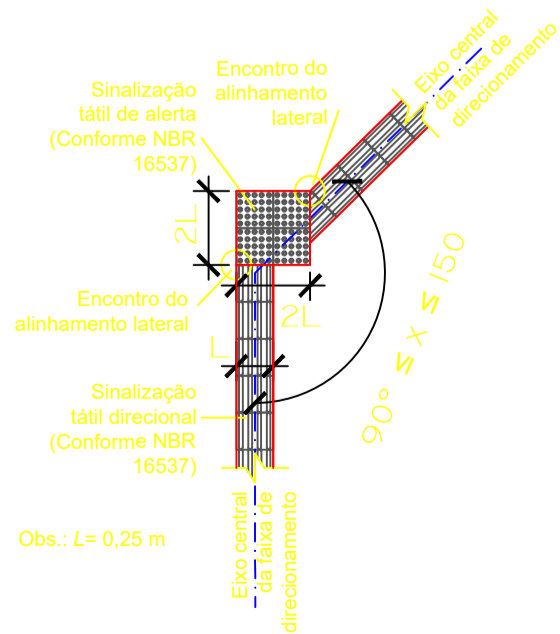 Encontro do
alinhamento
lateral
Eixo central
da faixa de
direcionamento
Sinalização
tátil de alerta
(Conforme NBR
16537)
2L
Encontro do
alinhamento lateral
2L
L
90° ≤ x ≤ 150
Sinalização
tátil direcional
(Conforme NBR
16537)
Eixo central
da faixa de
direcionamento
Obs.: L= 0,25 m